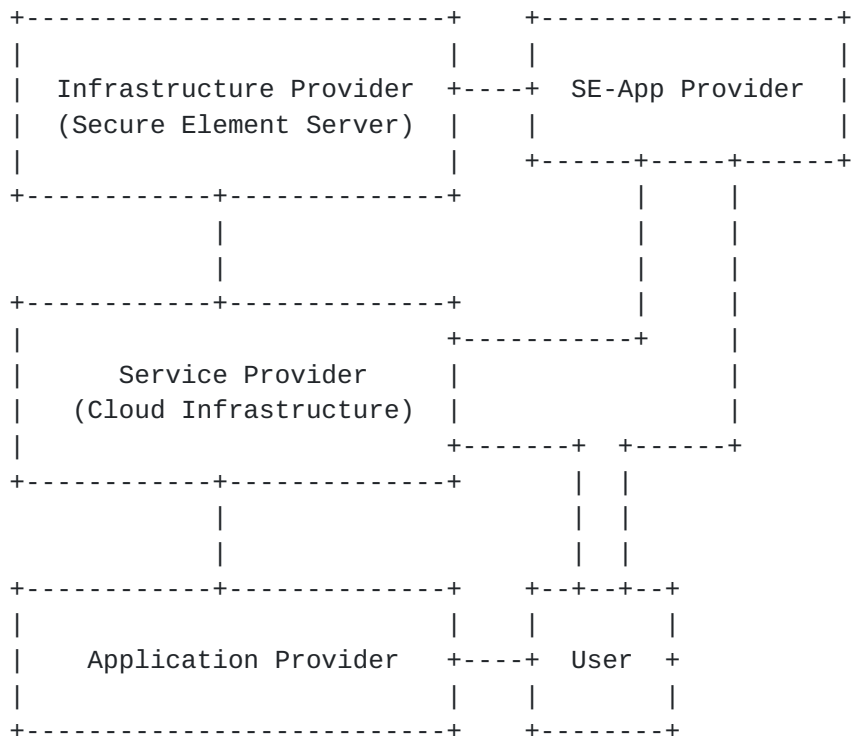 Infrastructure Provider
(Secure Element Server)
SE-App Provider
Service Provider
(Cloud Infrastructure)
Application Provider
User